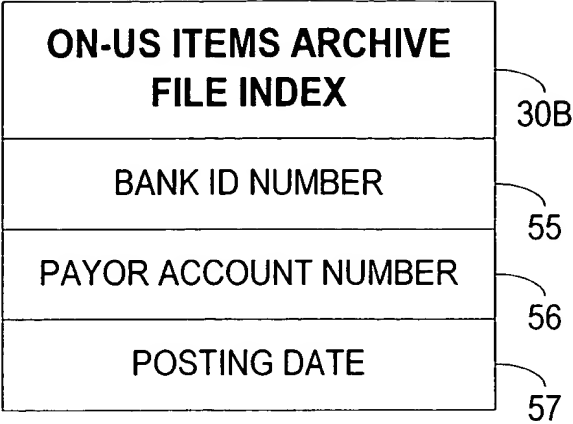 ON-US ITEMS ARCHIVE
FILE INDEX
30B
BANK ID NUMBER
55
PAYOR ACCOUNT NUMBER
56
POSTING DATE
57